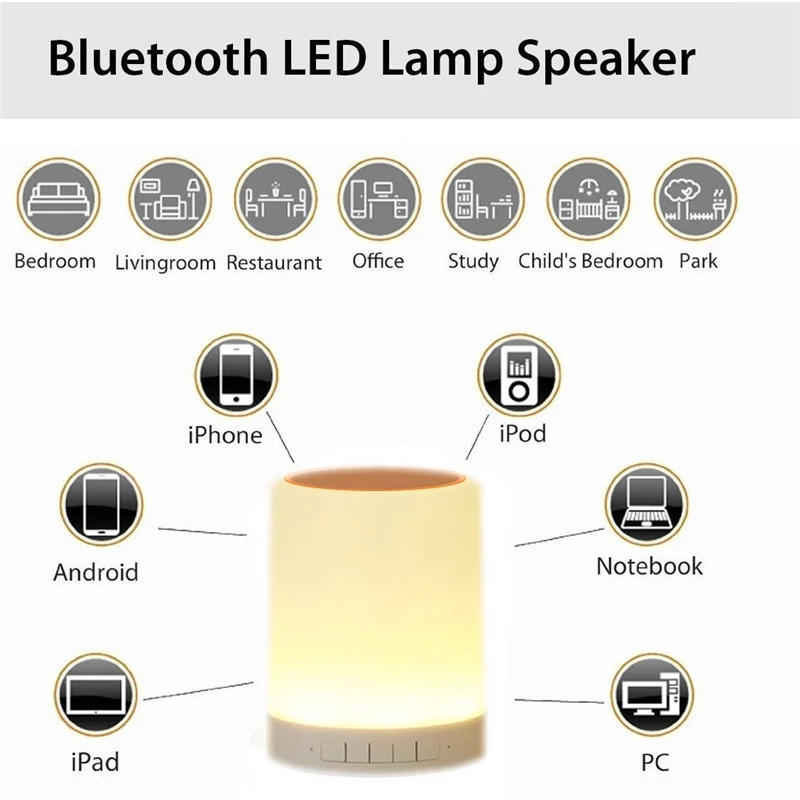 Bluetooth LED Lamp Speaker
Bedroom Livingroom Restaurant Office Study Child's Bedroom Park
iPhone iPod
Android Notebook
iPad PC